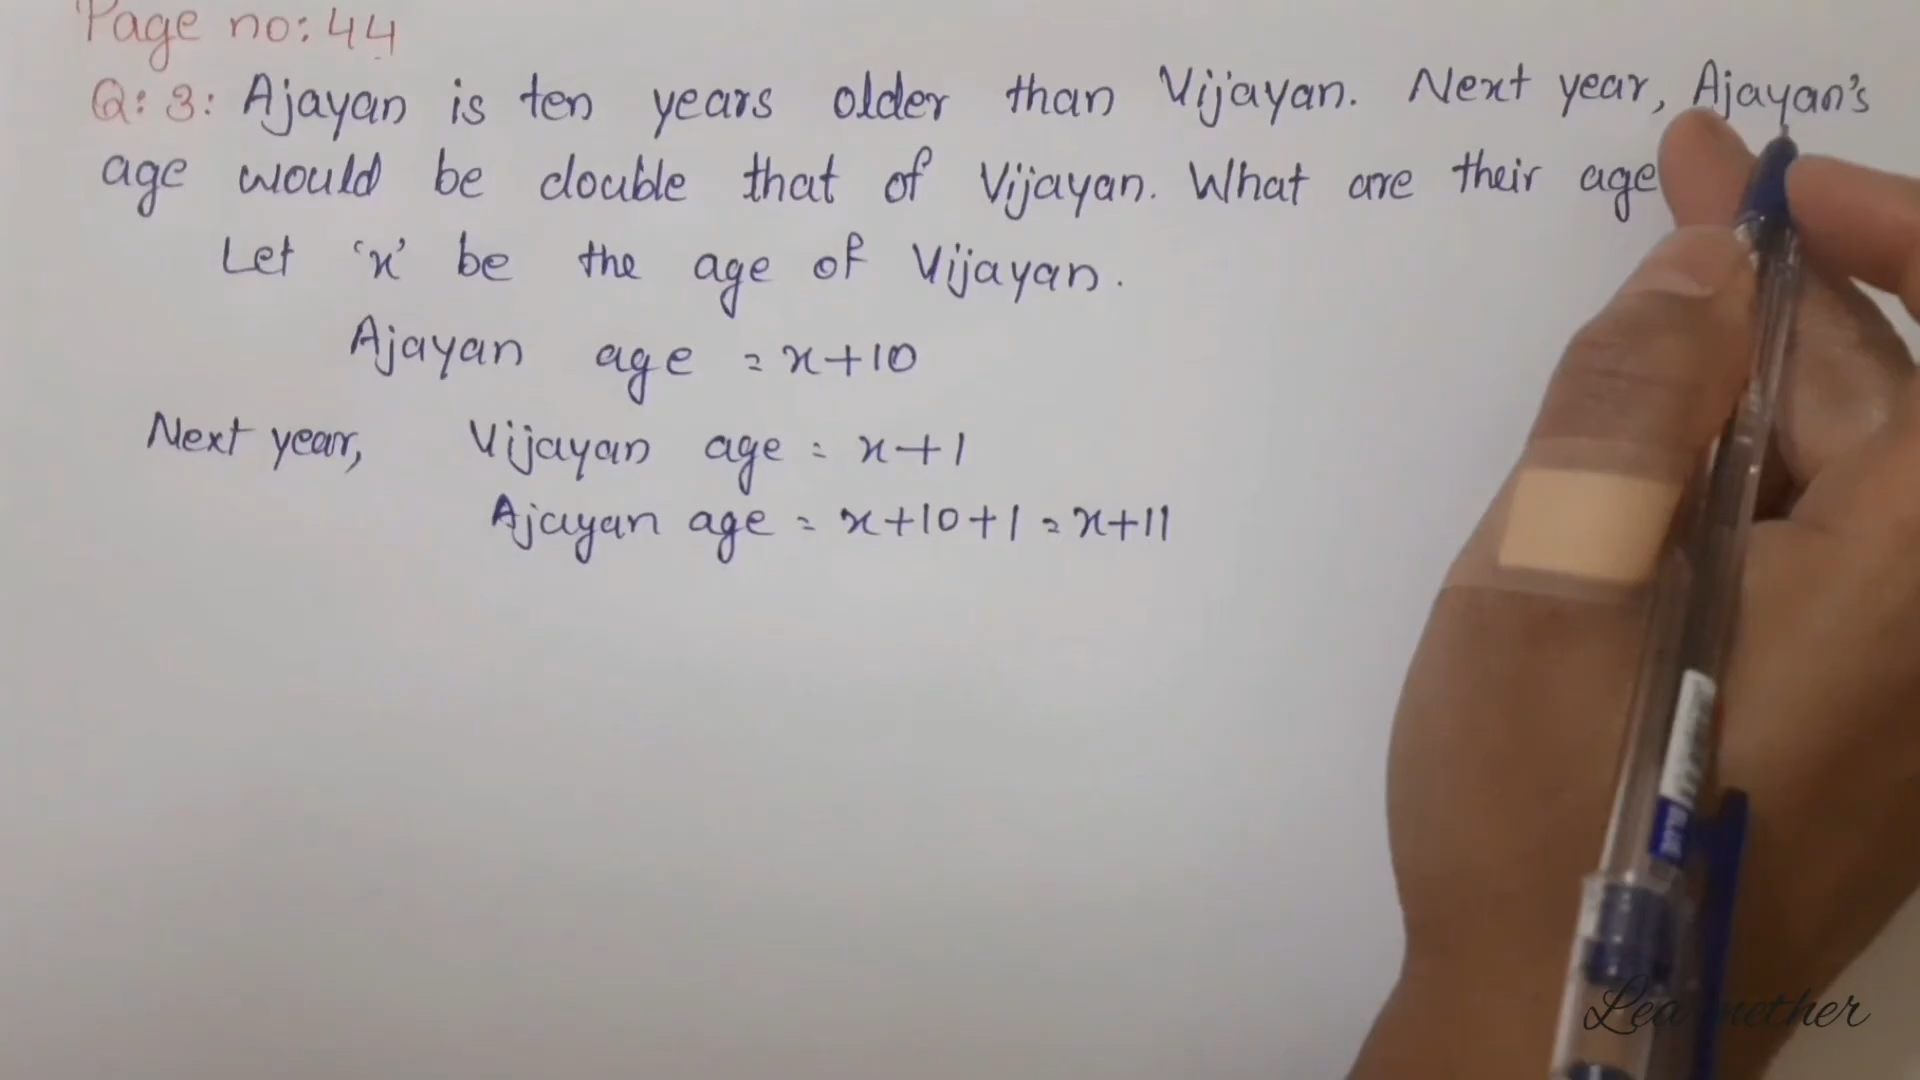 Page no: 44
Q: 3: Ajayan is ten years older than Vijayan. Next year, Ajayan's
age would be double that of Vijayan. What are their age
Let 'x' be the age of Vijayan.
Ajayan age = x+10
Next year, Vijayan age = x+1
Ajayan age = x+10+1 = x+11
BLUE